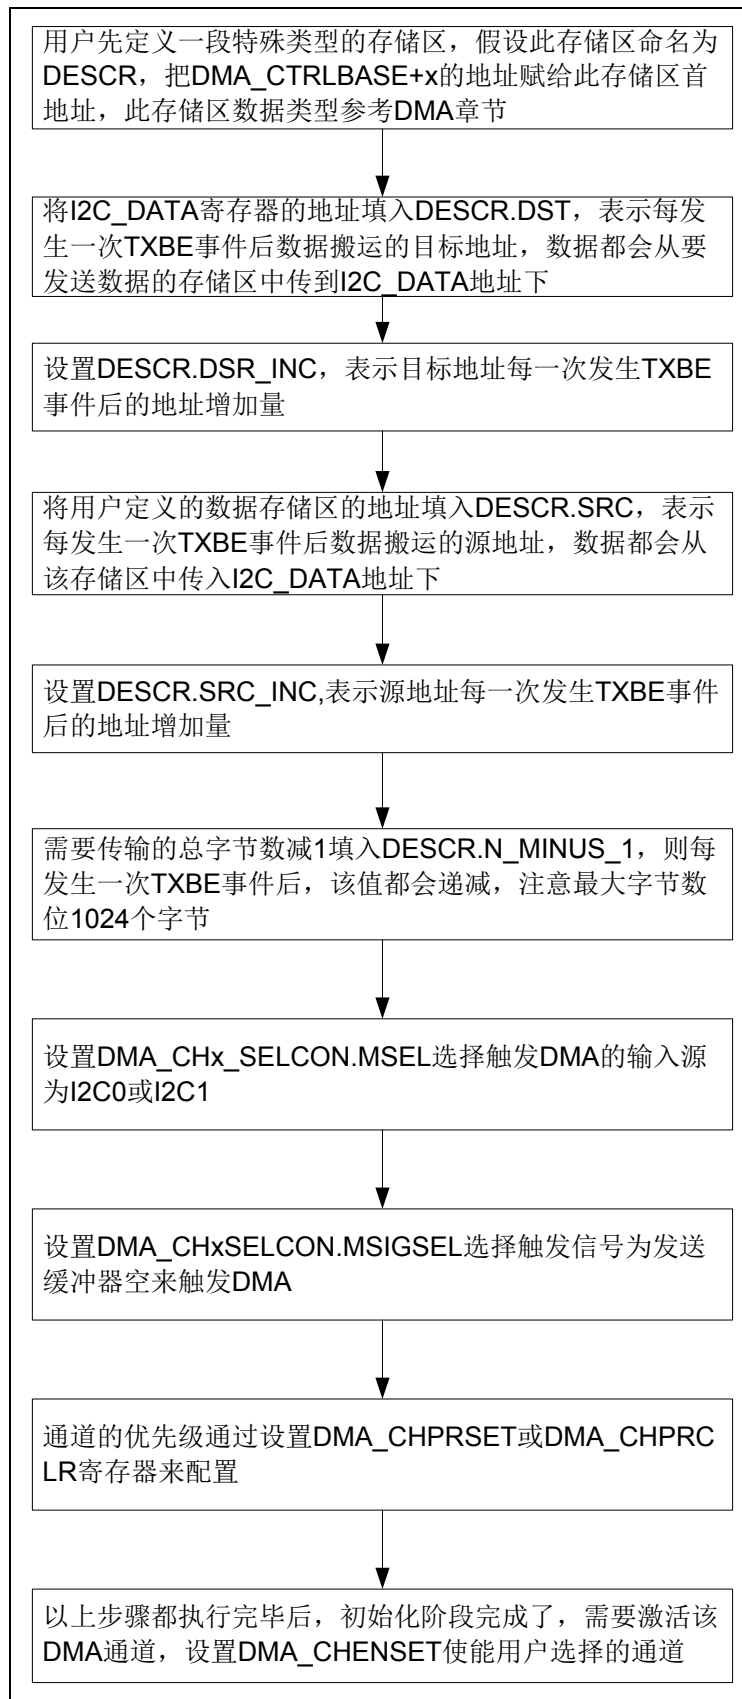 用户先定义一段特殊类型的存储区，假设此存储区命名为
DESCR，把DMA_CTRLBASE+x的地址赋给此存储区首
地址，此存储区数据类型参考DMA章节
将I2C_DATA寄存器的地址填入DESCR.DST，表示每发
生一次TXBE事件后数据搬运的目标地址，数据都会从要
发送数据的存储区中传到I2C_DATA地址下
设置DESCR.DSR_INC，表示目标地址每一次发生TXBE
事件后的地址增加量
将用户定义的数据存储区的地址填入DESCR.SRC，表示
每发生一次TXBE事件后数据搬运的源地址，数据都会从
该存储区中传入I2C_DATA地址下
设置DESCR.SRC_INC,表示源地址每一次发生TXBE事件
后的地址增加量
需要传输的总字节数减1填入DESCR.N_MINUS_1，则每
发生一次TXBE事件后，该值都会递减，注意最大字节数
位1024个字节
设置DMA_CHx_SELCON.MSEL选择触发DMA的输入源
为I2C0或I2C1
设置DMA_CHxSELCON.MSIGSEL选择触发信号为发送
缓冲器空来触发DMA
通道的优先级通过设置DMA_CHPRSET或DMA_CHPRC
LR寄存器来配置
以上步骤都执行完毕后，初始化阶段完成了，需要激活该
DMA通道，设置DMA_CHENSET使能用户选择的通道